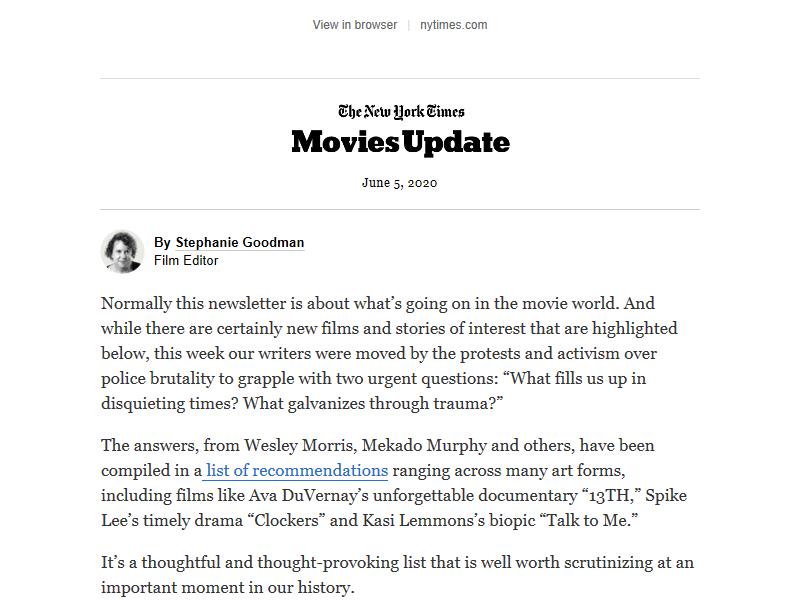 View in browser | nytimes.com
The New York Times
Movies Update
June 5, 2020
By Stephanie Goodman
Film Editor
Normally this newsletter is about what’s going on in the movie world. And
while there are certainly new films and stories of interest that are highlighted
below, this week our writers were moved by the protests and activism over
police brutality to grapple with two urgent questions: “What fills us up in
disquieting times? What galvanizes through trauma?”
The answers, from Wesley Morris, Mekado Murphy and others, have been
compiled in a list of recommendations ranging across many art forms,
including films like Ava DuVernay’s unforgettable documentary “13TH,” Spike
Lee’s timely drama “Clockers” and Kasi Lemmons’s biopic “Talk to Me.”
It’s a thoughtful and thought-provoking list that is well worth scrutinizing at an
important moment in our history.